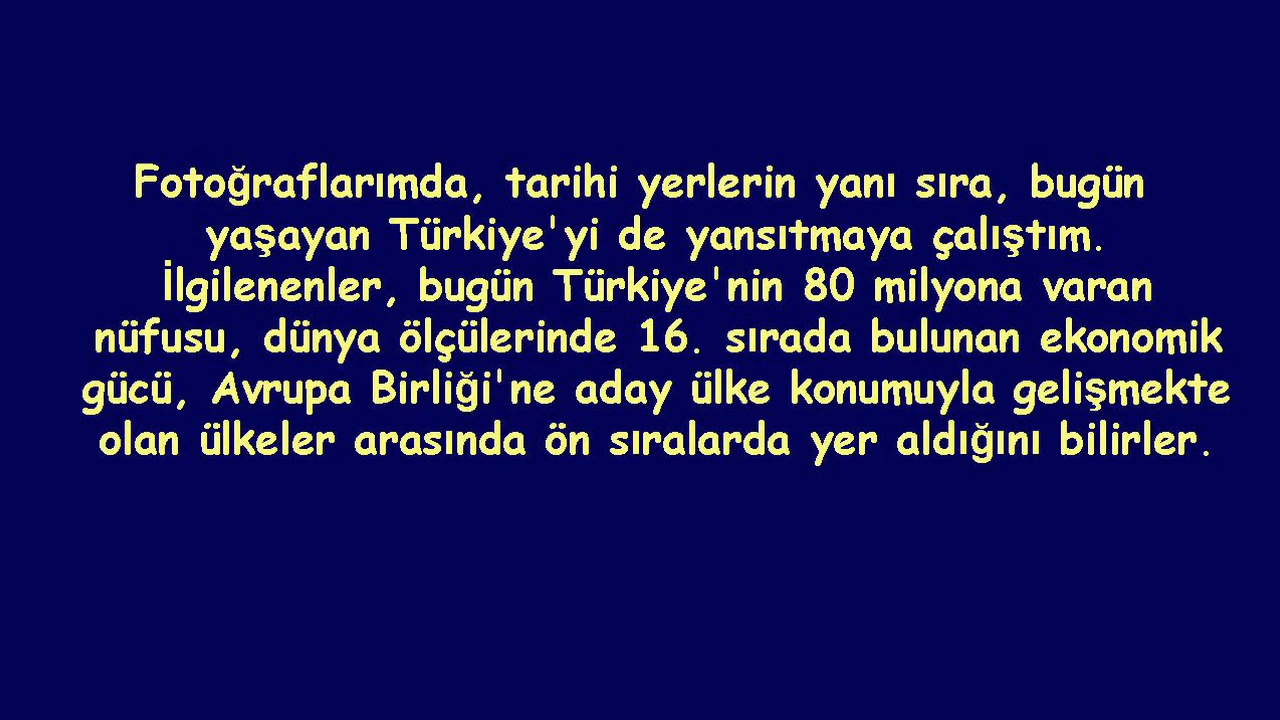 Fotoğraflarımda, tarihi yerlerin yanı sıra, bugün
yaşayan Türkiye'yi de yansıtmaya çalıştım.
İlgilenenler, bugün Türkiye'nin 80 milyona varan
nüfusu, dünya ölçülerinde 16. sırada bulunan ekonomik
gücü, Avrupa Birliği'ne aday ülke konumuyla gelişmekte
olan ülkeler arasında ön sıralarda yer aldığını bilirler.